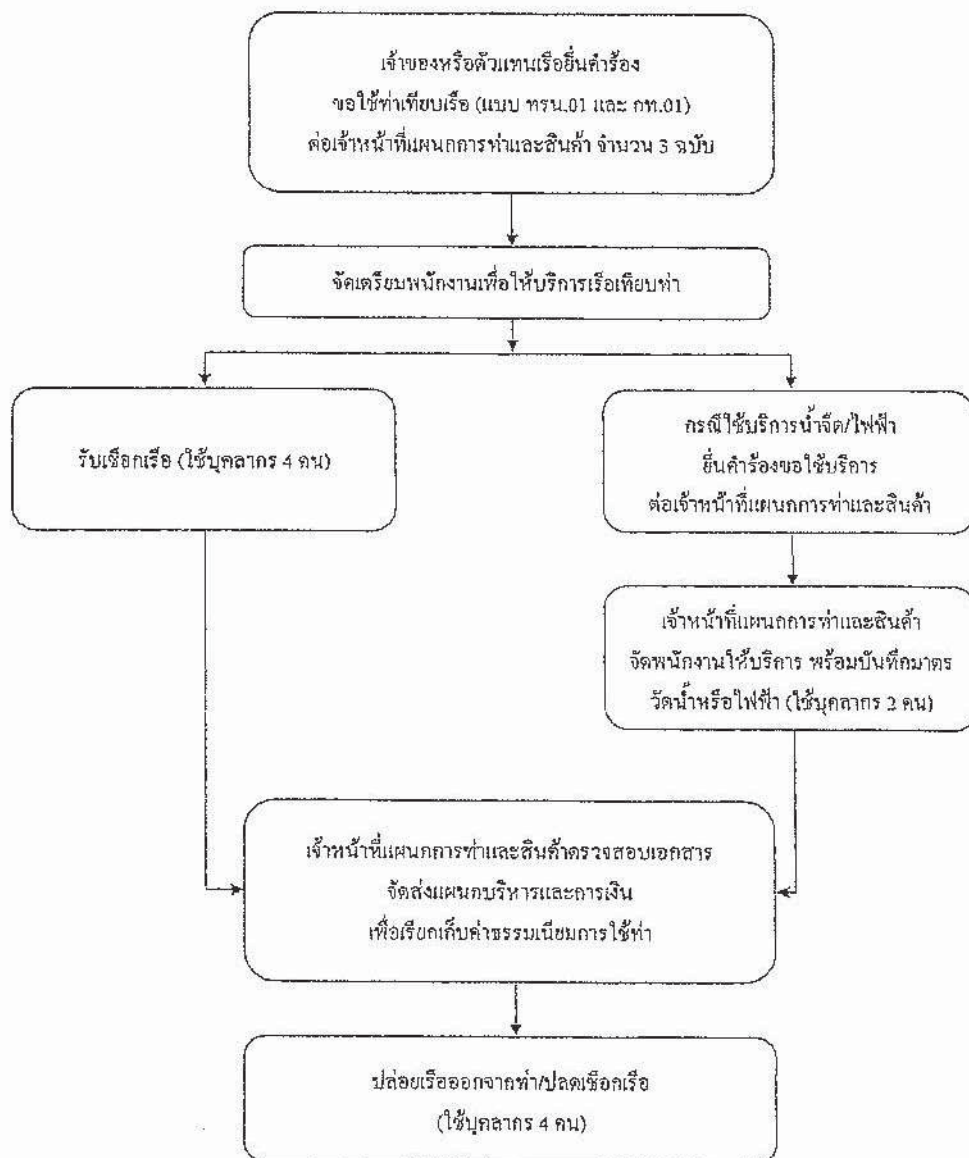 เจ้าของหรือตัวแทนเรือยื่นคำร้อง
ขอใช้ท่าเทียบเรือ (แบบ ทรน.01 และ กท.01)
ต่อเจ้าหน้าที่แผนกการท่าและสินค้า จำนวน 3 ฉบับ
จัดเตรียมพนักงานเพื่อให้บริการเรือเทียบท่า
รับเชือกเรือ (ใช้บุคลากร 4 คน)
กรณีใช้บริการน้ำจืด/ไฟฟ้า
ยื่นคำร้องขอใช้บริการ
ต่อเจ้าหน้าที่แผนกการท่าและสินค้า
เจ้าหน้าที่แผนกการท่าและสินค้า
จัดพนักงานให้บริการ พร้อมบันทึกมาตร
วัดน้ำหรือไฟฟ้า (ใช้บุคลากร 2 คน)
เจ้าหน้าที่แผนกการท่าและสินค้าตรวจสอบเอกสาร
จัดส่งแผนกบริหารและการเงิน
เพื่อเรียกเก็บค่าธรรมเนียมการใช้ท่า
ปล่อยเรือออกจากท่า/ปลดเชือกเรือ
(ใช้บุคลากร 4 คน)